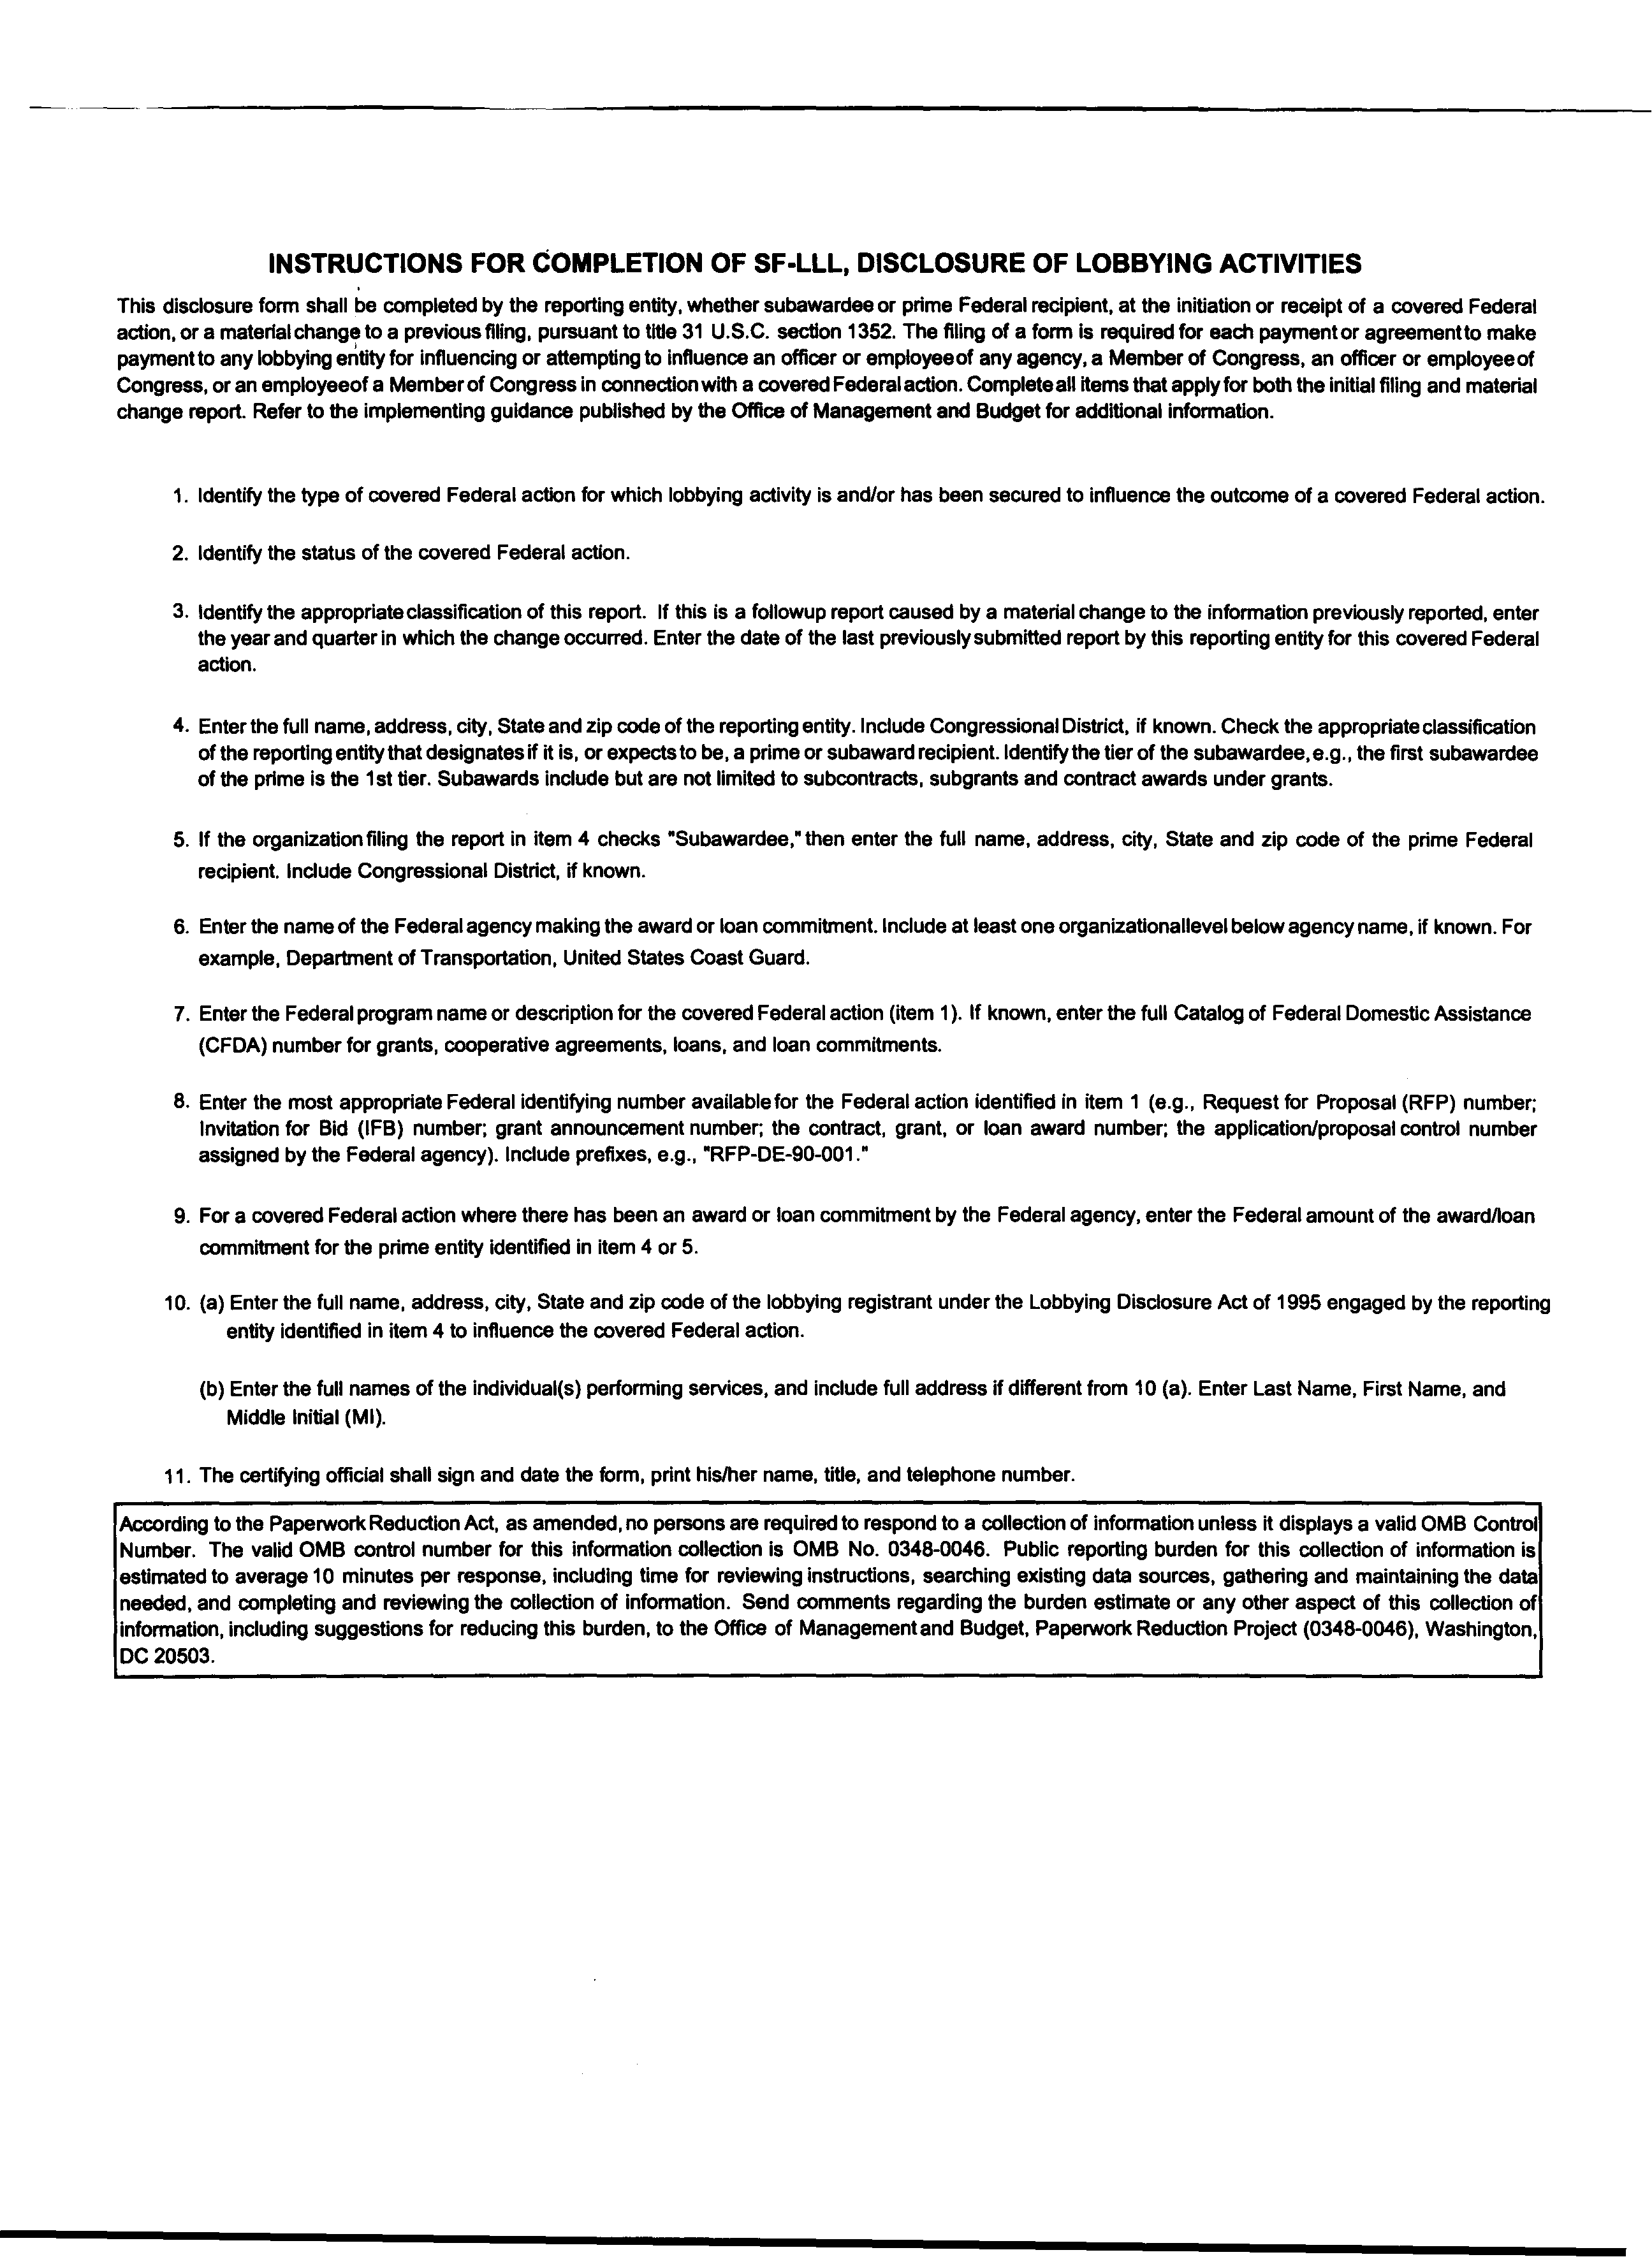 INSTRUCTIONS FOR COMPLETION OF SF-LLL, DISCLOSURE OF LOBBYING ACTIVITIES
This disclosure form shall be completed by the reporting entity, whether subawardee or prime Federal recipient, at the initiation or receipt of a covered Federal
action, or a material change to a previous filing, pursuant to title 31 U.S.C. section 1352. The filing of a form is required for each payment or agreement to make
payment to any lobbying entity for influencing or attempting to influence an officer or employee of any agency, a Member of Congress, an officer or employee of
Congress, or an employee of a Member of Congress in connection with a covered Federal action. Complete all items that apply for both the initial filing and material
change report. Refer to the implementing guidance published by the Office of Management and Budget for additional information.
1. Identify the type of covered Federal action for which lobbying activity is and/or has been secured to influence the outcome of a covered Federal action.
2. Identify the status of the covered Federal action.
3. Identify the appropriate classification of this report. If this is a followup report caused by a material change to the information previously reported, enter
the year and quarter in which the change occurred. Enter the date of the last previously submitted report by this reporting entity for this covered Federal
action.
4. Enter the full name, address, city, State and zip code of the reporting entity. Include Congressional District, if known. Check the appropriate classification
of the reporting entity that designates if it is, or expects to be, a prime or subaward recipient. Identify the tier of the subawardee, e.g., the first subawardee
of the prime is the 1st tier. Subawards include but are not limited to subcontracts, subgrants and contract awards under grants.
5. If the organization filing the report in item 4 checks "Subawardee," then enter the full name, address, city, State and zip code of the prime Federal
recipient. Include Congressional District, if known.
6. Enter the name of the Federal agency making the award or loan commitment. Include at least one organizational level below agency name, if known. For
example, Department of Transportation, United States Coast Guard.
7. Enter the Federal program name or description for the covered Federal action (item 1). If known, enter the full Catalog of Federal Domestic Assistance
(CFDA) number for grants, cooperative agreements, loans, and loan commitments.
8. Enter the most appropriate Federal identifying number available for the Federal action identified in item 1 (e.g., Request for Proposal (RFP) number;
Invitation for Bid (IFB) number; grant announcement number; the contract, grant, or loan award number; the application/proposal control number
assigned by the Federal agency). Include prefixes, e.g., "RFP-DE-90-001."
9. For a covered Federal action where there has been an award or loan commitment by the Federal agency, enter the Federal amount of the award/loan
commitment for the prime entity identified in item 4 or 5.
10. (a) Enter the full name, address, city, State and zip code of the lobbying registrant under the Lobbying Disclosure Act of 1995 engaged by the reporting
entity identified in item 4 to influence the covered Federal action.
(b) Enter the full names of the individual(s) performing services, and include full address if different from 10 (a). Enter Last Name, First Name, and
Middle Initial (MI).
11. The certifying official shall sign and date the form, print his/her name, title, and telephone number.
According to the Paperwork Reduction Act, as amended, no persons are required to respond to a collection of information unless it displays a valid OMB Control
Number. The valid OMB control number for this information collection is OMB No. 0348-0046. Public reporting burden for this collection of information is
estimated to average 10 minutes per response, including time for reviewing instructions, searching existing data sources, gathering and maintaining the data
needed, and completing and reviewing the collection of information. Send comments regarding the burden estimate or any other aspect of this collection of
information, including suggestions for reducing this burden, to the Office of Management and Budget, Paperwork Reduction Project (0348-0046), Washington,
DC 20503.